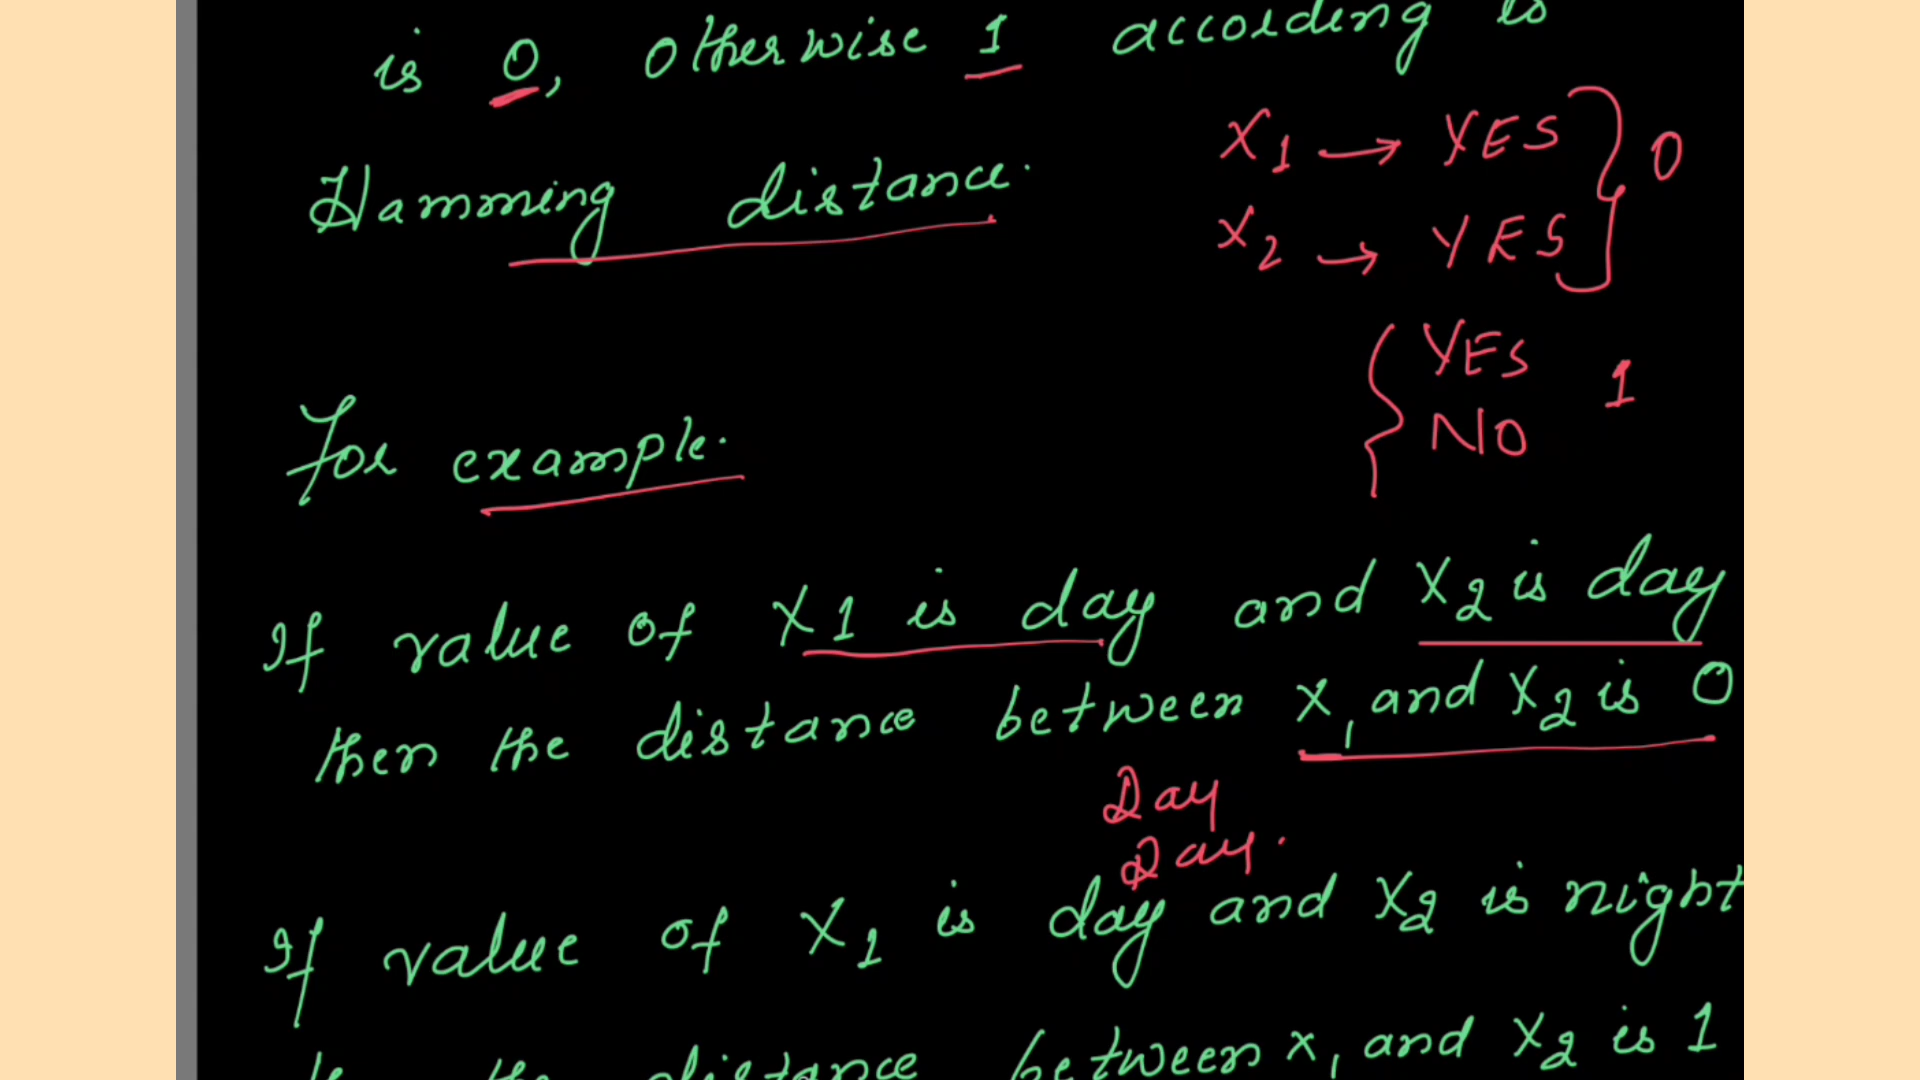 is 0, otherwise 1 according to
Hamming distance.
X1 → YES } 0
X2 → YES
{ YES 1
NO
For example.
If value of X1 is day and X2 is day
then the distance between X1 and X2 is 0
Day
Day.
If value of X1 is day and X2 is night
the distance between X1 and X2 is 1